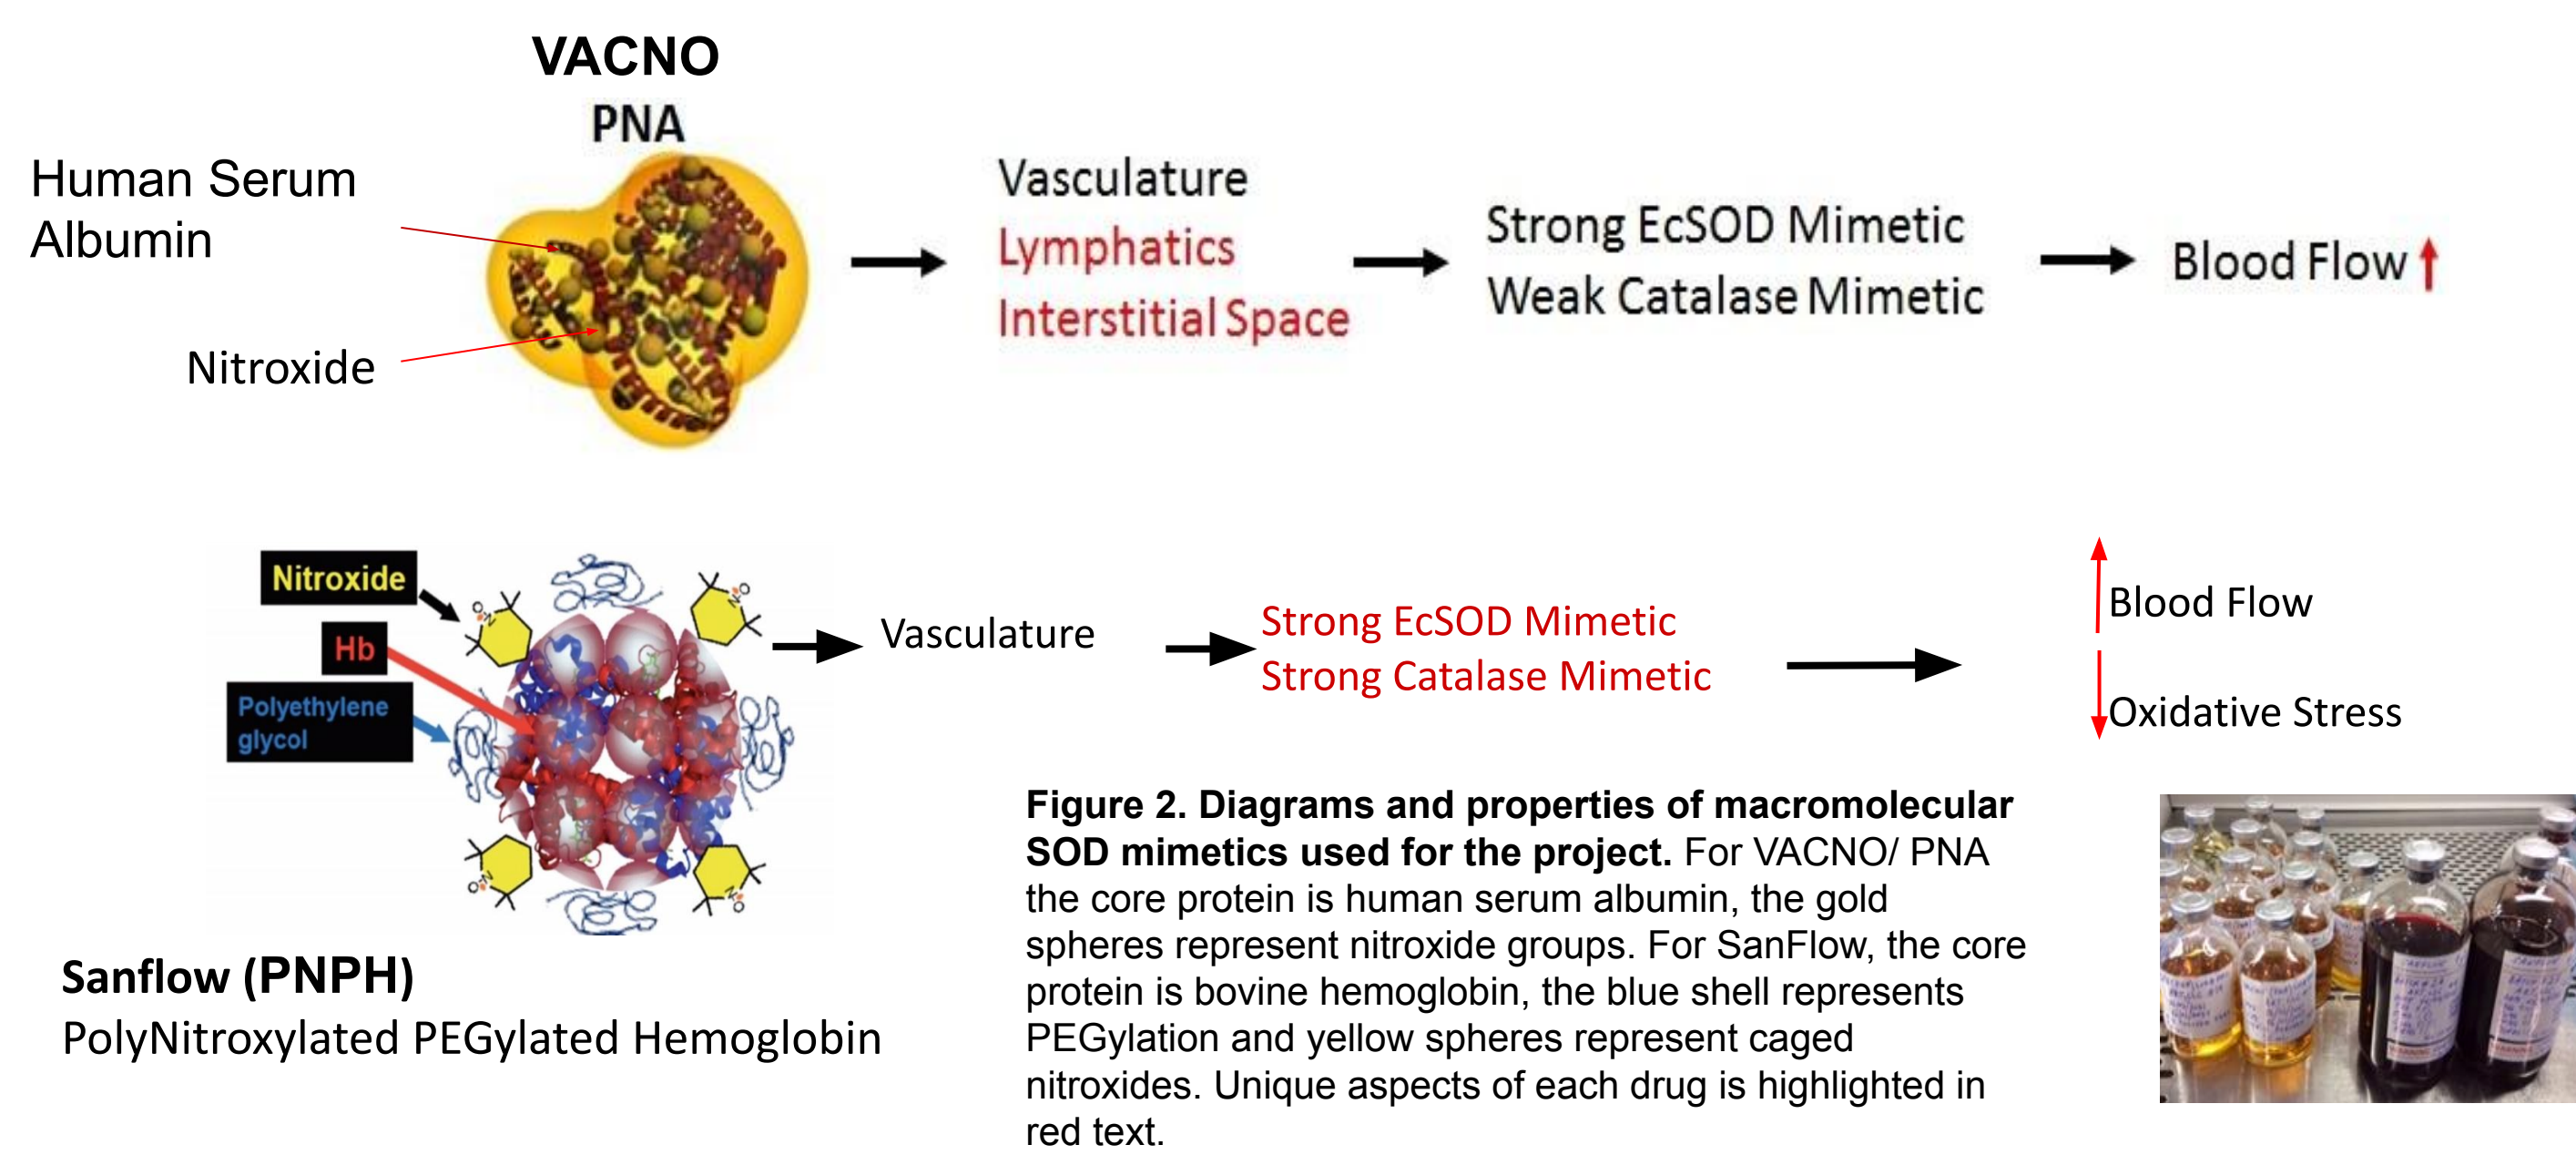 VACNO
PNA
Human Serum
Albumin
Nitroxide
Vasculature
Lymphatics
Interstitial Space
Strong EcSOD Mimetic
Weak Catalase Mimetic
Blood Flow
Nitroxide
Hb
Polyethylene
glycol
N
O
N
O
N
O
N
O
Vasculature
Strong EcSOD Mimetic
Strong Catalase Mimetic
Blood Flow
Oxidative Stress
Sanflow (PNPH)
PolyNitroxylated PEGylated Hemoglobin
Figure 2. Diagrams and properties of macromolecular
SOD mimetics used for the project. For VACNO/ PNA
the core protein is human serum albumin, the gold
spheres represent nitroxide groups. For SanFlow, the core
protein is bovine hemoglobin, the blue shell represents
PEGylation and yellow spheres represent caged
nitroxides. Unique aspects of each drug is highlighted in
red text.